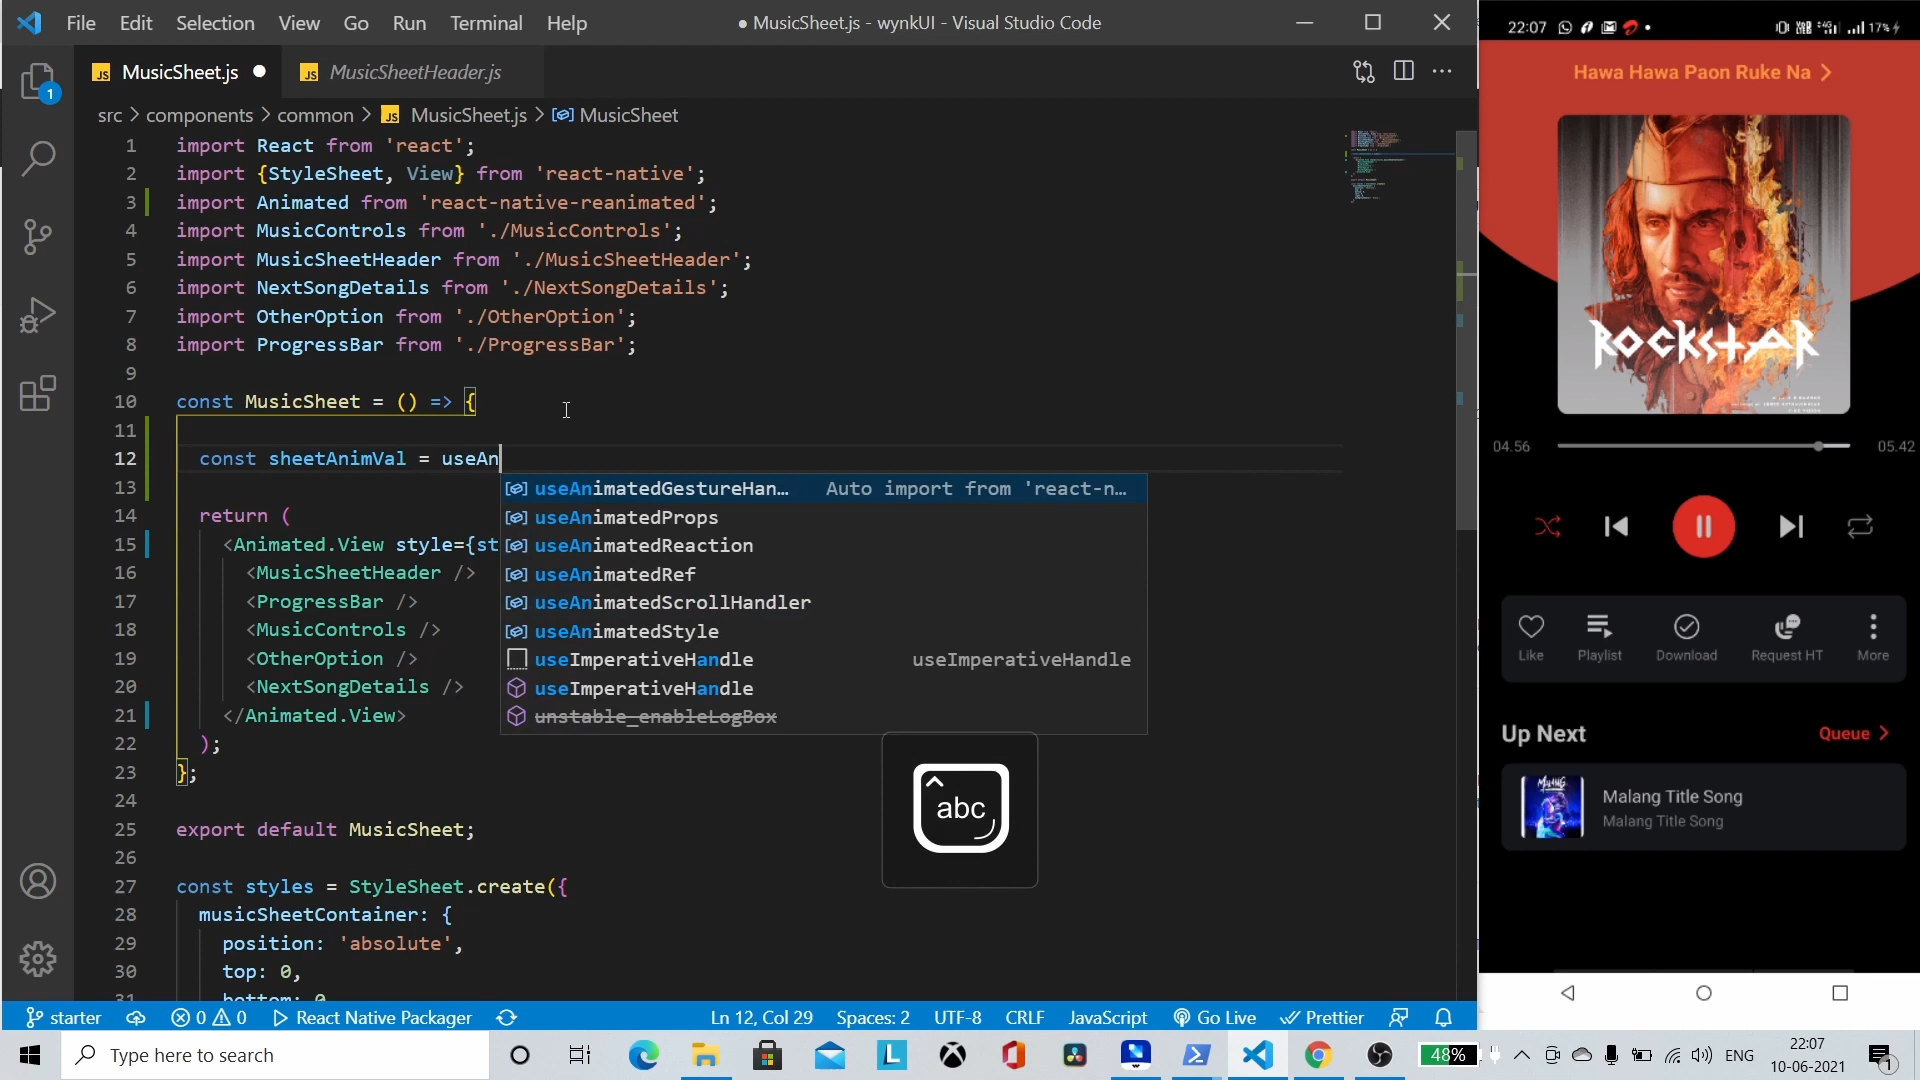 File Edit Selection View Go Run Terminal Help
● MusicSheet.js - wynkUI - Visual Studio Code
JS MusicSheet.js ●
JS MusicSheetHeader.js
1
src > components > common > JS MusicSheet.js > MusicSheet
1 import React from 'react';
2 import {StyleSheet, View} from 'react-native';
3 import Animated from 'react-native-reanimated';
4 import MusicControls from './MusicControls';
5 import MusicSheetHeader from './MusicSheetHeader';
6 import NextSongDetails from './NextSongDetails';
7 import OtherOption from './OtherOption';
8 import ProgressBar from './ProgressBar';
9
10 const MusicSheet = () => {
11
12 const sheetAnimVal = useAn
13
14 return (
15 <Animated.View style={st
16 <MusicSheetHeader />
17 <ProgressBar />
18 <MusicControls />
19 <OtherOption />
20 <NextSongDetails />
21 </Animated.View>
22 );
23 };
24
25 export default MusicSheet;
26
27 const styles = StyleSheet.create({
28 musicSheetContainer: {
29 position: 'absolute',
30 top: 0,
31 bottom: 0
useAnimatedGestureHan… Auto import from 'react-n…
useAnimatedProps
useAnimatedReaction
useAnimatedRef
useAnimatedScrollHandler
useAnimatedStyle
useImperativeHandle useImperativeHandle
useImperativeHandle
unstable_enableLogBox
abc
starter
0 0
React Native Packager
Ln 12, Col 29
Spaces: 2
UTF-8
CRLF
JavaScript
Go Live
Prettier
Type here to search
48%
ENG
22:07
10-06-2021
1
22:07
17%
Hawa Hawa Paon Ruke Na >
ROCKSTAR
04.56
05.42
Like
Playlist
Download
Request HT
More
Up Next
Queue >
MALANG
Malang Title Song
Malang Title Song